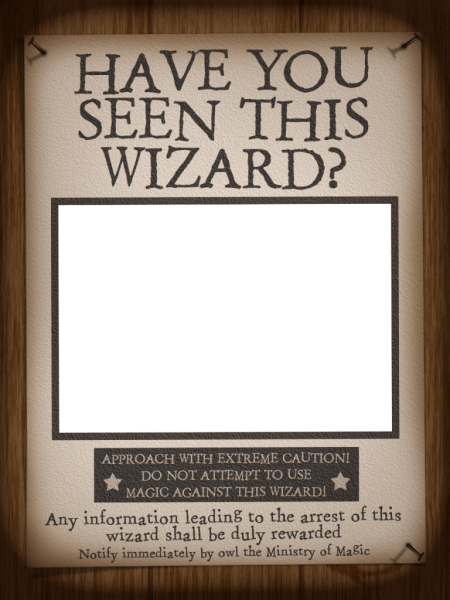 HAVE YOU
SEEN THIS
WIZARD?
APPROACH WITH EXTREME CAUTION!
DO NOT ATTEMPT TO USE
MAGIC AGAINST THIS WIZARD!
Any information leading to the arrest of this
wizard shall be duly rewarded
Notify immediately by owl the Ministry of Magic